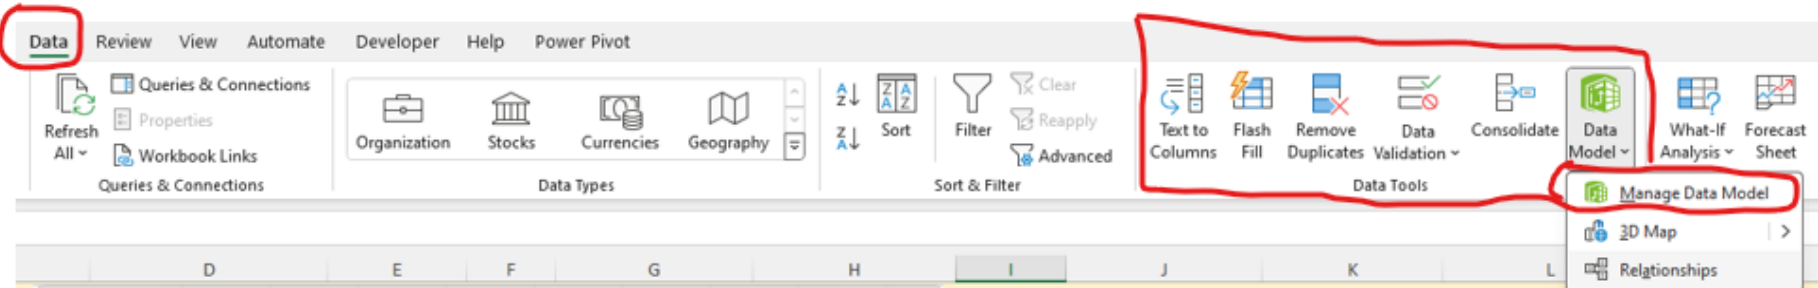 Data Review View Automate Developer Help Power Pivot
Refresh All
Queries & Connections
Properties
Workbook Links
Queries & Connections
Organization Stocks Currencies Geography
Data Types
A Z
Z A
Z A A Z
Sort
Filter
Clear
Reapply
Advanced
Sort & Filter
Text to Columns
Flash Fill
Remove Duplicates
Data Validation
Consolidate
Data Model
Data Tools
What-If Analysis
Forecast Sheet
Manage Data Model
3D Map
Relationships
D E F G H I J K L